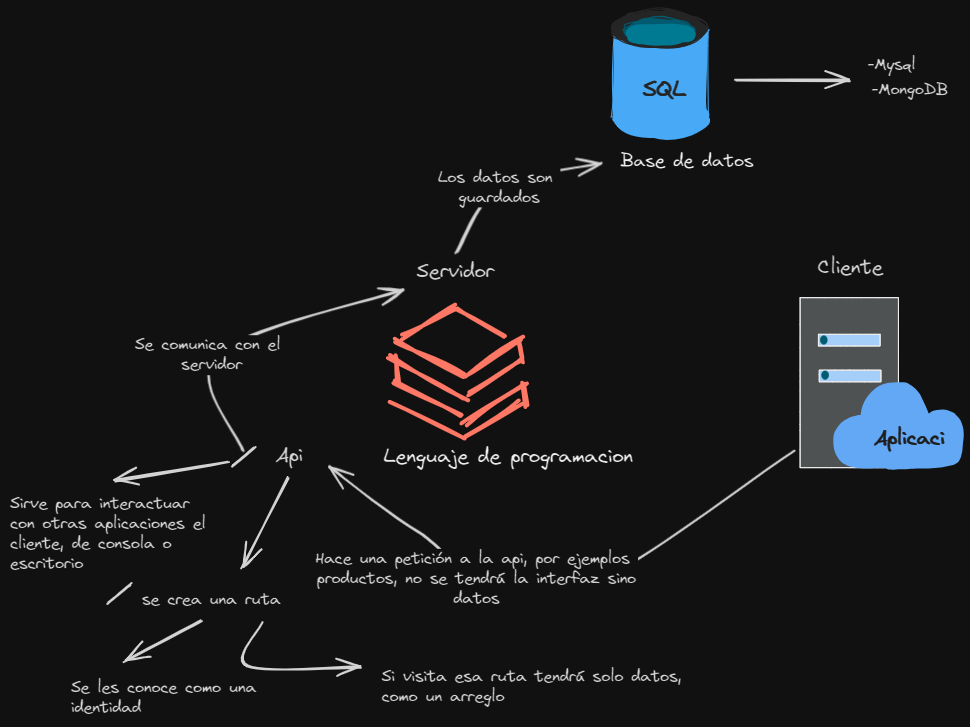 SQL
-Mysql
-MongoDB
Base de datos
Los datos son
guardados
Servidor
Cliente
Se comunica con el
servidor
Aplicaci
Api
Lenguaje de programacion
Sirve para interactuar
con otras aplicaciones el
cliente, de consola o
escritorio
Hace una petición a la api, por ejemplos
productos, no se tendrá la interfaz sino
datos
se crea una ruta
Se les conoce como una
identidad
Si visita esa ruta tendrá solo datos,
como un arreglo